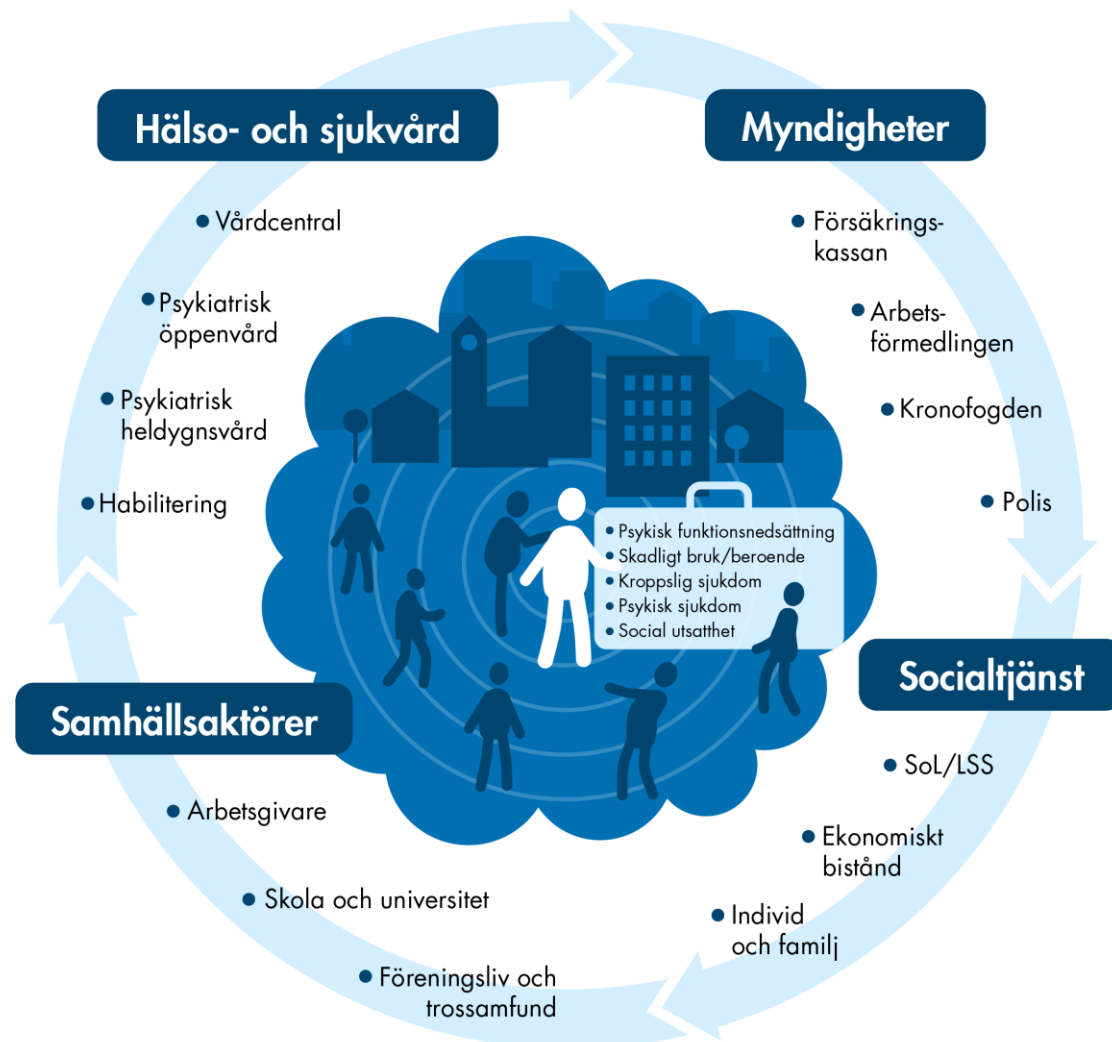 Hälso- och sjukvård
• Vårdcentral
• Psykiatrisk
öppenvård
• Psykiatrisk
heldygnsvård
• Habilitering
Myndigheter
• Försäkrings-
kassan
• Arbets-
förmedlingen
• Kronofogden
• Polis
• Psykisk funktionsnedsättning
• Skadligt bruk/beroende
• Kroppslig sjukdom
• Psykisk sjukdom
• Social utsatthet
Socialtjänst
• SoL/LSS
• Ekonomiskt
bistånd
• Individ
och familj
Samhällsaktörer
• Arbetsgivare
• Skola och universitet
• Föreningsliv och
trossamfund